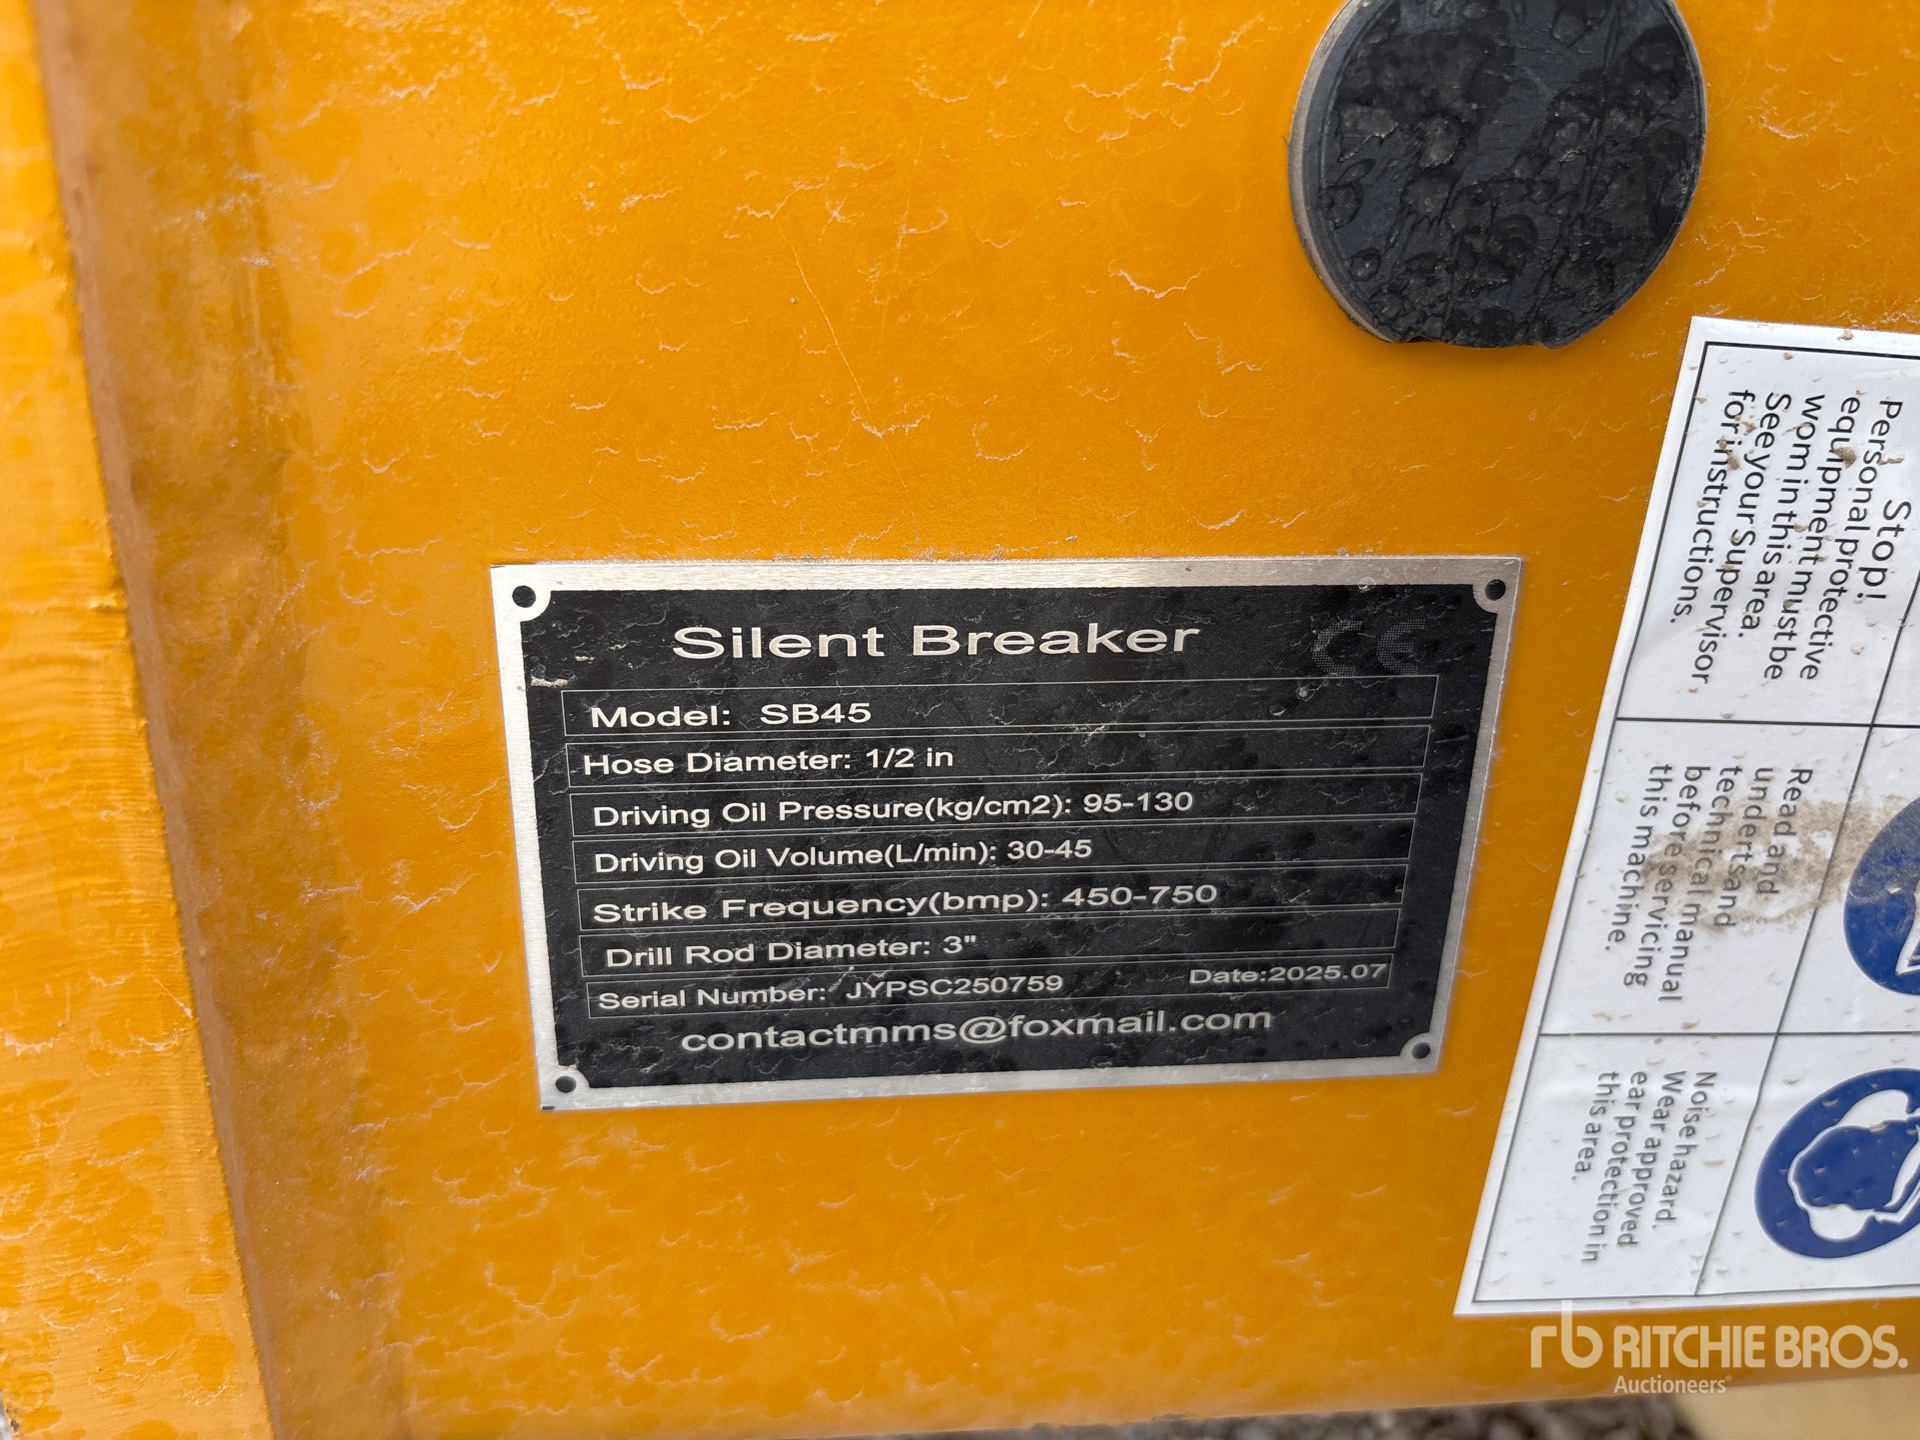 Silent Breaker
CE
Model: SB45
Hose Diameter: 1/2 in
Driving Oil Pressure(kg/cm2): 95-130
Driving Oil Volume(L/min): 30-45
Strike Frequency(bmp): 450-750
Drill Rod Diameter: 3"
Serial Number: JYPSC250759 Date:2025.07
contactmms@foxmail.com
Stop!
Personal protective
equipment must be
worn in this area.
See your Supervisor
for instructions.
Read and
undertsand
technical manual
before servicing
this machine.
Noise hazard.
Wear approved
ear protection in
this area.
rb RITCHIE BROS.
Auctioneers